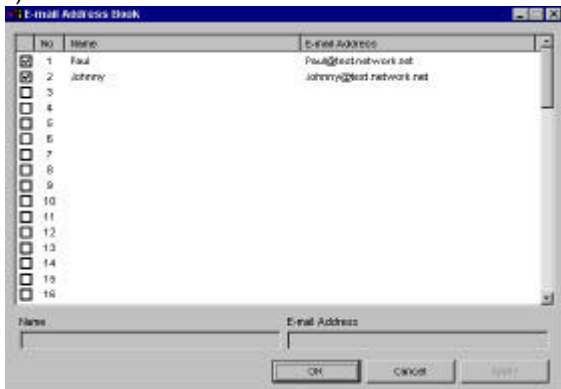 )
E-mail Address Book
No Name E-mail Address
1 Paul Paul@test.network.net
2 Johnny Johnny@test.network.net
3
4
5
6
7
8
9
10
11
12
13
14
15
16
Name E-mail Address
OK Cancel Apply